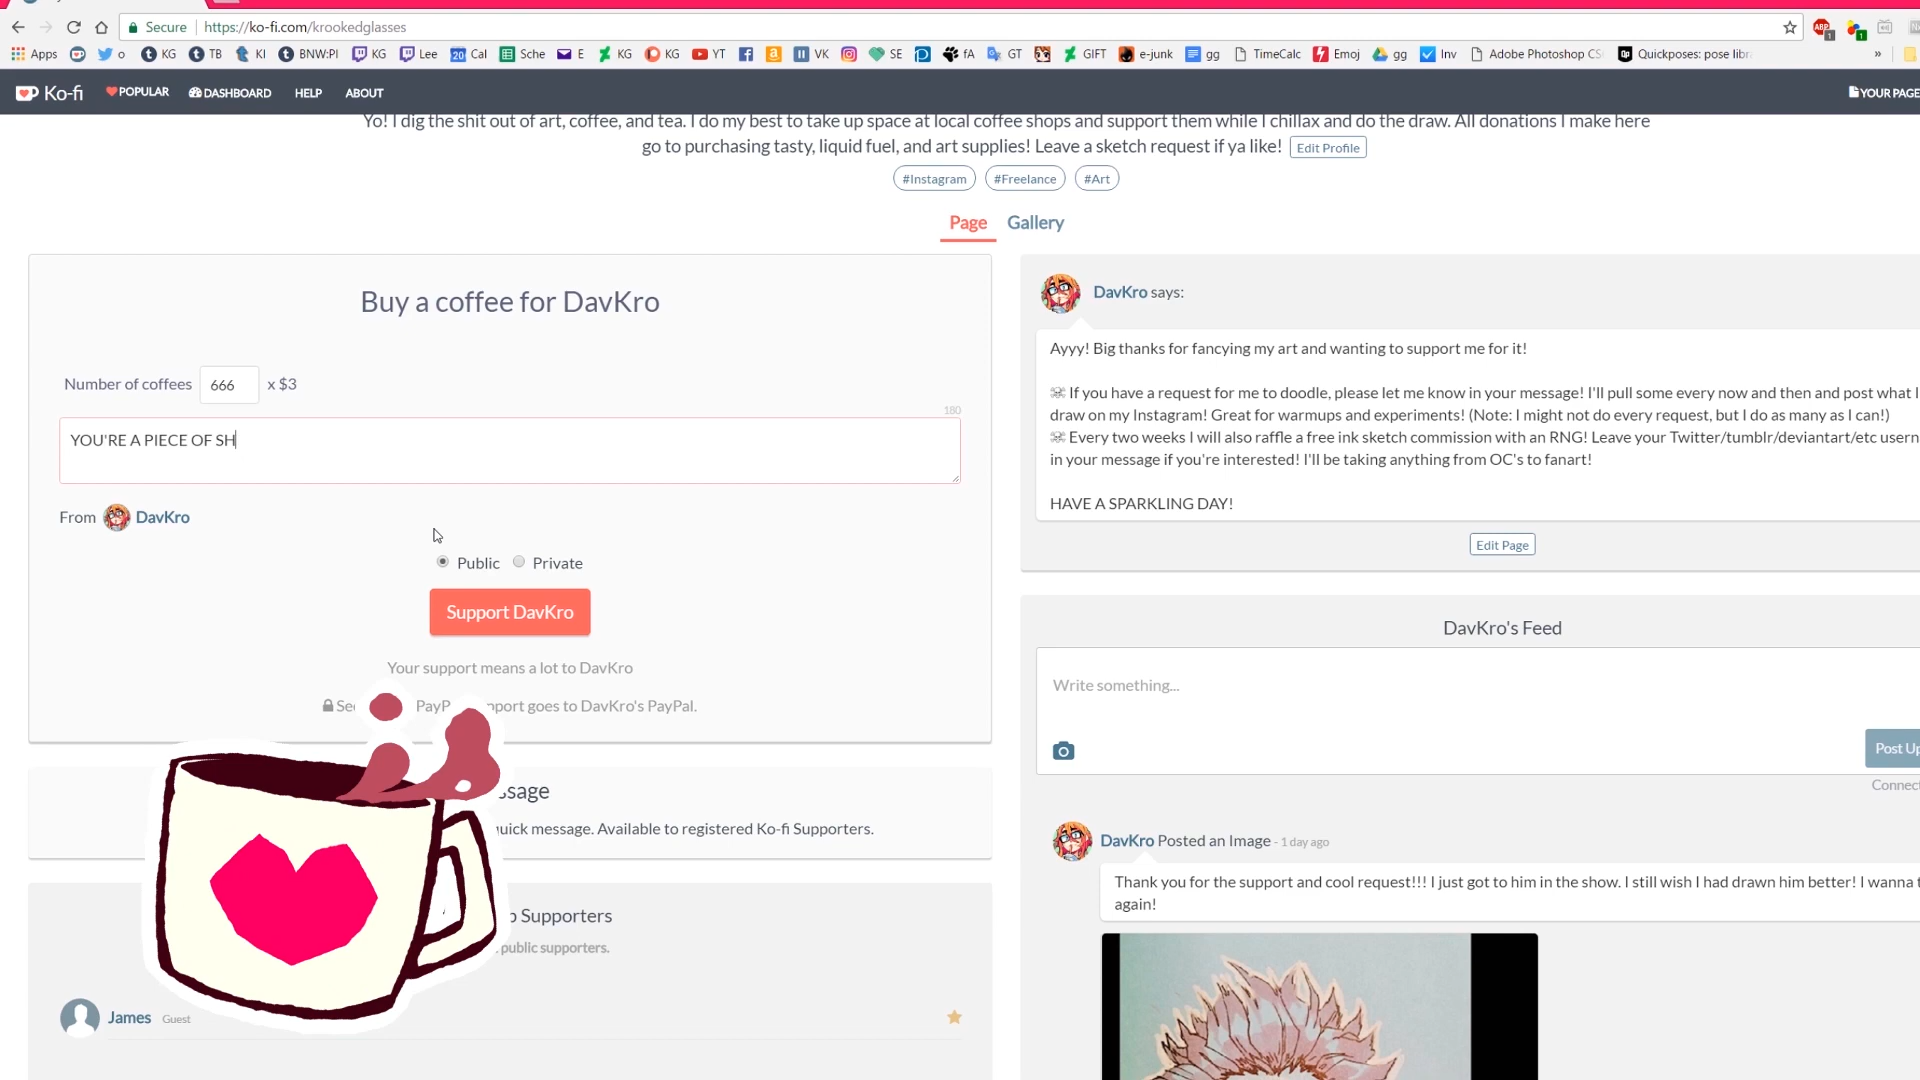 Secure https://ko-fi.com/krookedglasses
Apps o KG TB KI BNW:PI KG Lee Cal Sche E KG KG YT VK SE fA GT GIFT e-junk gg TimeCalc Emoj gg Inv Adobe Photoshop CS Quickposes: pose libr »
Ko-fi POPULAR DASHBOARD HELP ABOUT YOUR PAGE
Yo! I dig the shit out of art, coffee, and tea. I do my best to take up space at local coffee shops and support them while I chillax and do the draw. All donations I make here
go to purchasing tasty, liquid fuel, and art supplies! Leave a sketch request if ya like! Edit Profile
#Instagram #Freelance #Art
Page Gallery
Buy a coffee for DavKro
Number of coffees 666 x $3
180
YOU'RE A PIECE OF SH
From DavKro
Public Private
Support DavKro
Your support means a lot to DavKro
Sec PayP pport goes to DavKro's PayPal.
ssage
quick message. Available to registered Ko-fi Supporters.
p Supporters
public supporters.
James Guest
DavKro says:
Ayyy! Big thanks for fancying my art and wanting to support me for it!
☠ If you have a request for me to doodle, please let me know in your message! I'll pull some every now and then and post what I
draw on my Instagram! Great for warmups and experiments! (Note: I might not do every request, but I do as many as I can!)
☠ Every two weeks I will also raffle a free ink sketch commission with an RNG! Leave your Twitter/tumblr/deviantart/etc usern
in your message if you're interested! I'll be taking anything from OC's to fanart!
HAVE A SPARKLING DAY!
Edit Page
DavKro's Feed
Write something...
Post Up
Connect
DavKro Posted an Image - 1 day ago
Thank you for the support and cool request!!! I just got to him in the show. I still wish I had drawn him better! I wanna t
again!